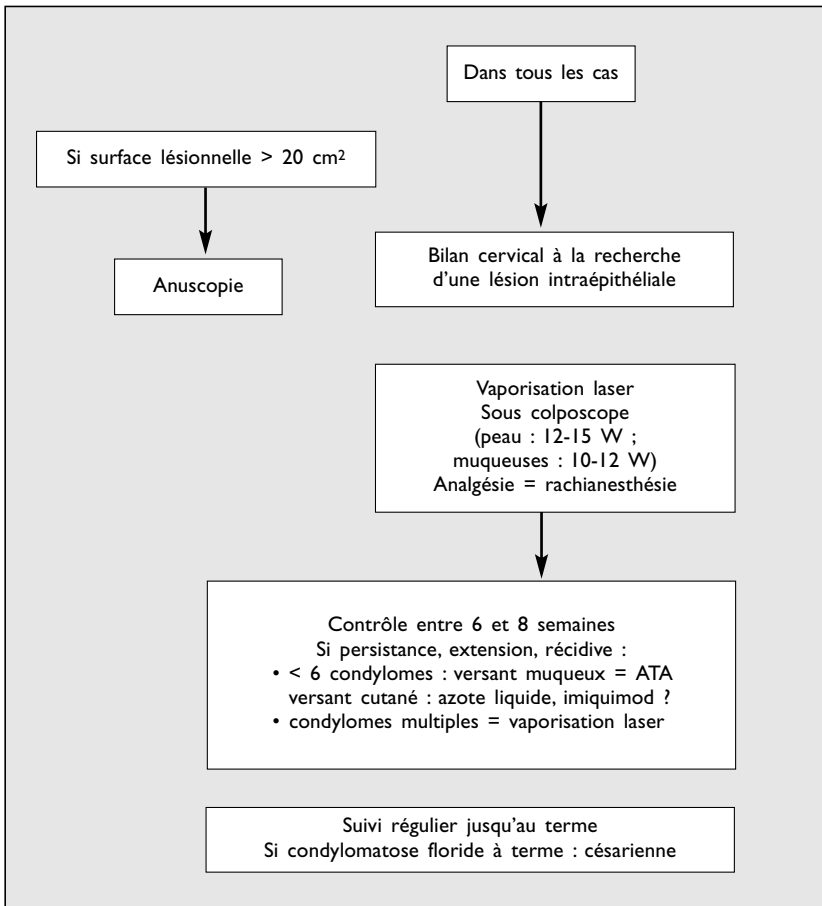 Dans tous les cas
Si surface lésionnelle > 20 cm²
Bilan cervical à la recherche
d'une lésion intraépithéliale
Anuscopie
Vaporisation laser
Sous colposcope
(peau : 12-15 W ;
muqueuses : 10-12 W)
Analgésie = rachianesthésie
Contrôle entre 6 et 8 semaines
Si persistance, extension, récidive :
• < 6 condylomes : versant muqueux = ATA
versant cutané : azote liquide, imiquimod ?
• condylomes multiples = vaporisation laser
Suivi régulier jusqu'au terme
Si condylomatose floride à terme : césarienne